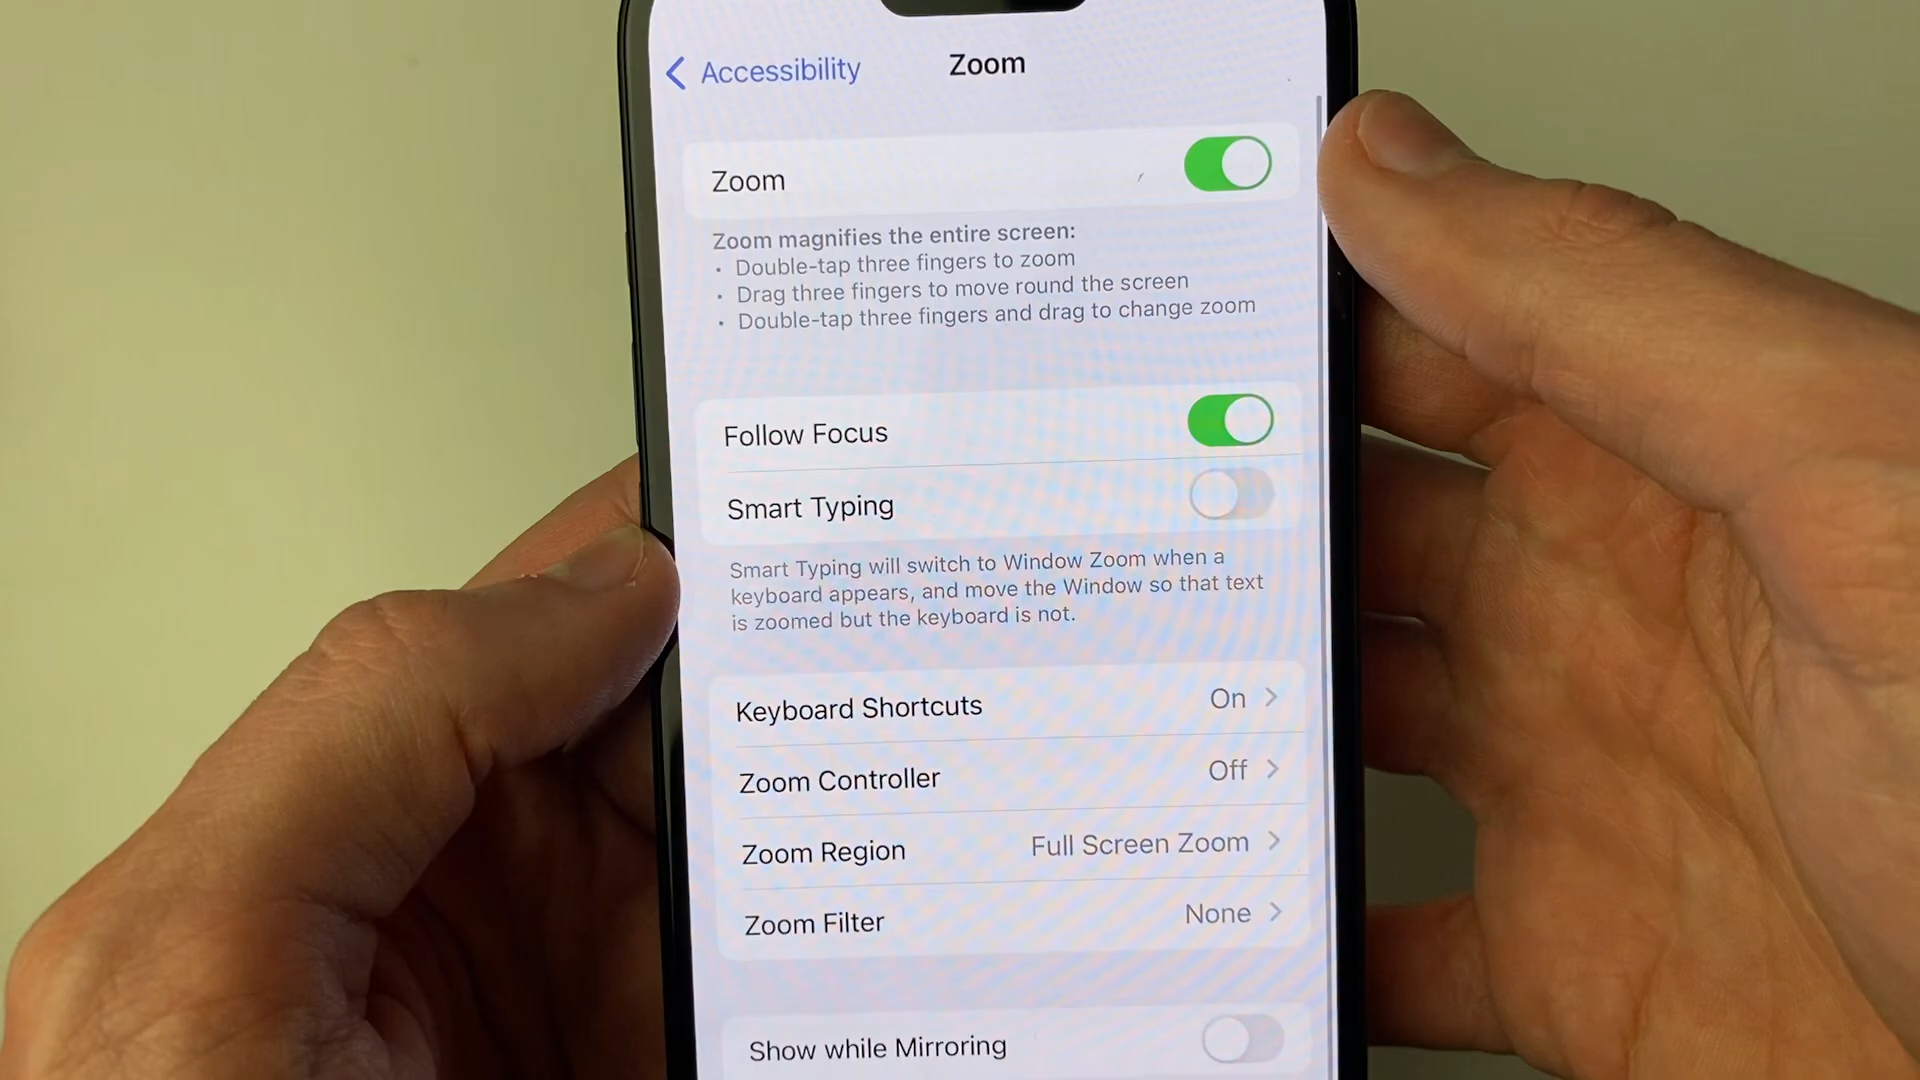 Accessibility
Zoom
Zoom
Zoom magnifies the entire screen:
• Double-tap three fingers to zoom
• Drag three fingers to move round the screen
• Double-tap three fingers and drag to change zoom
Follow Focus
Smart Typing
Smart Typing will switch to Window Zoom when a
keyboard appears, and move the Window so that text
is zoomed but the keyboard is not.
Keyboard Shortcuts On
Zoom Controller Off
Zoom Region Full Screen Zoom
Zoom Filter None
Show while Mirroring